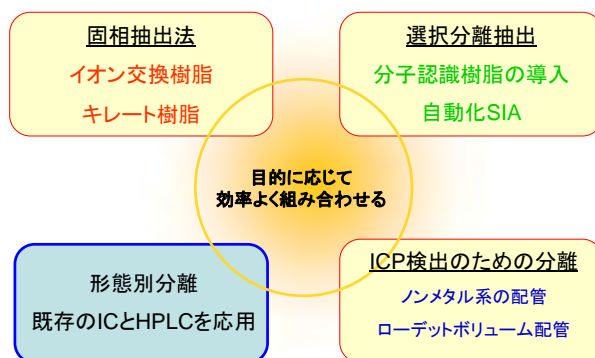 固相抽出法
イオン交換樹脂
キレート樹脂
選択分離抽出
分子認識樹脂の導入
自動化SIA
目的に応じて
効率よく組み合わせる
形態別分離
既存のICとHPLCを応用
ICP検出のための分離
ノンメタル系の配管
ローデットボリューム配管